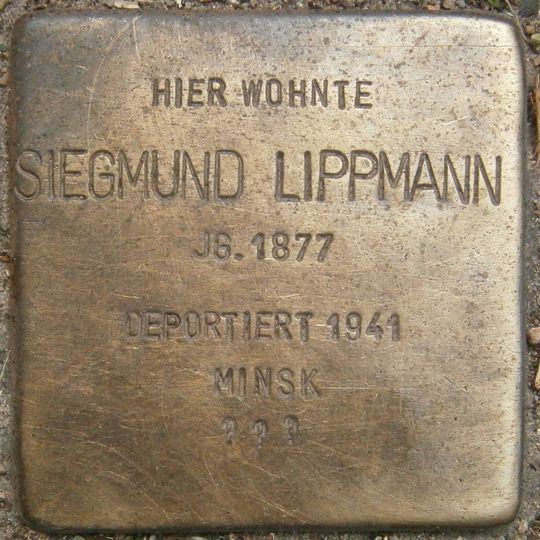 HIER WOHNTE
SIEGMUND LIPPMANN
JG. 1877
DEPORTIERT 1941
MINSK
???